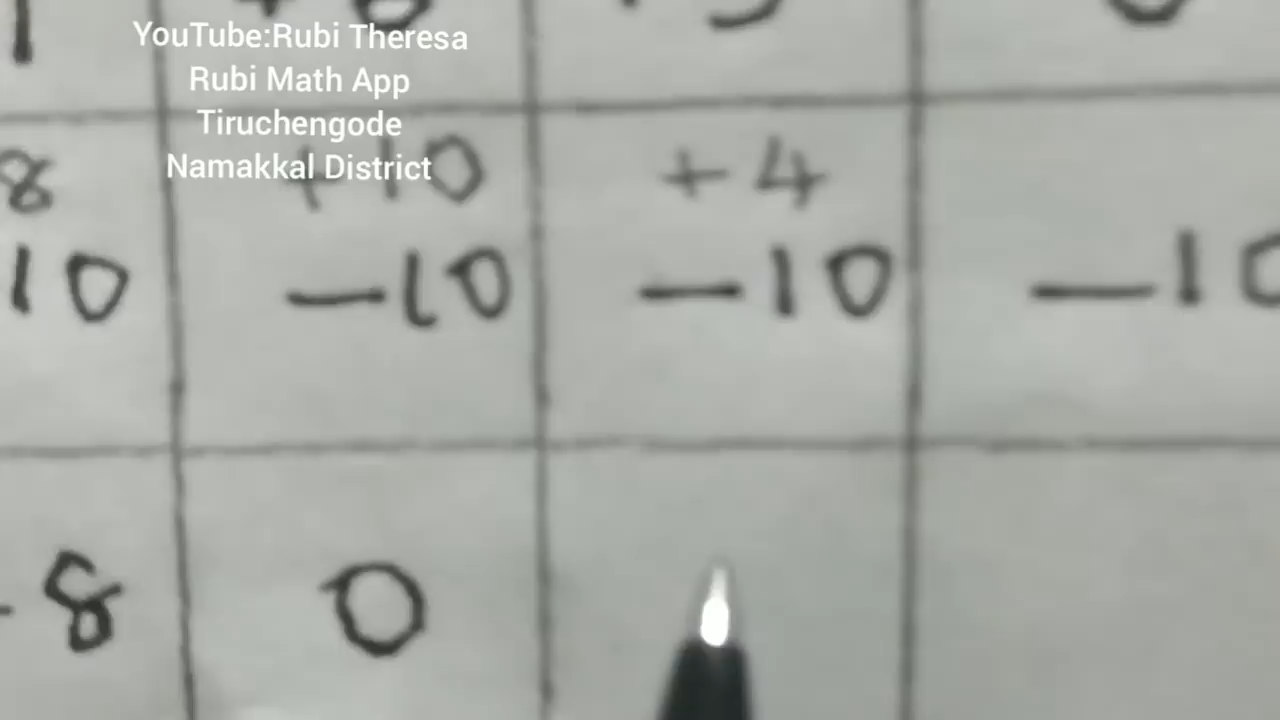 YouTube:Rubi Theresa
Rubi Math App
Tiruchengode
Namakkal District
8 +10 +4
10 -10 -10 -10
-8 0